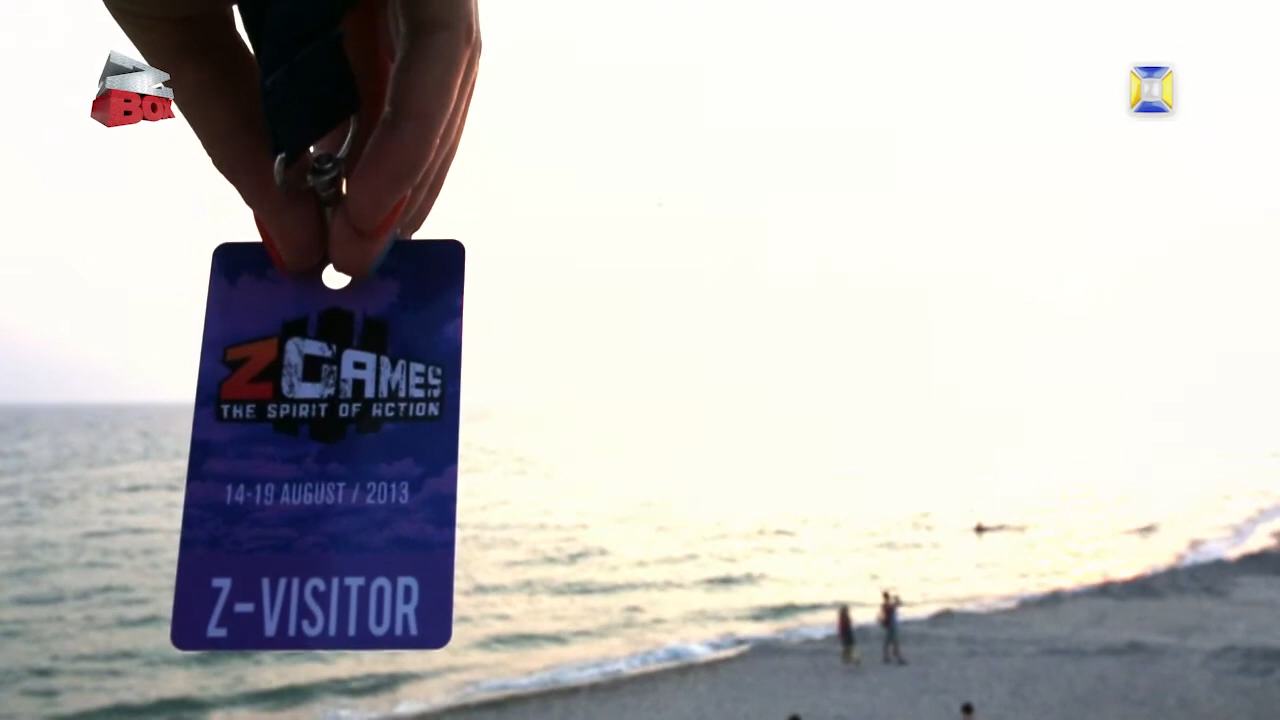 Z BOX
ZGAMES
THE SPIRIT OF ACTION
14-19 AUGUST / 2013
Z-VISITOR